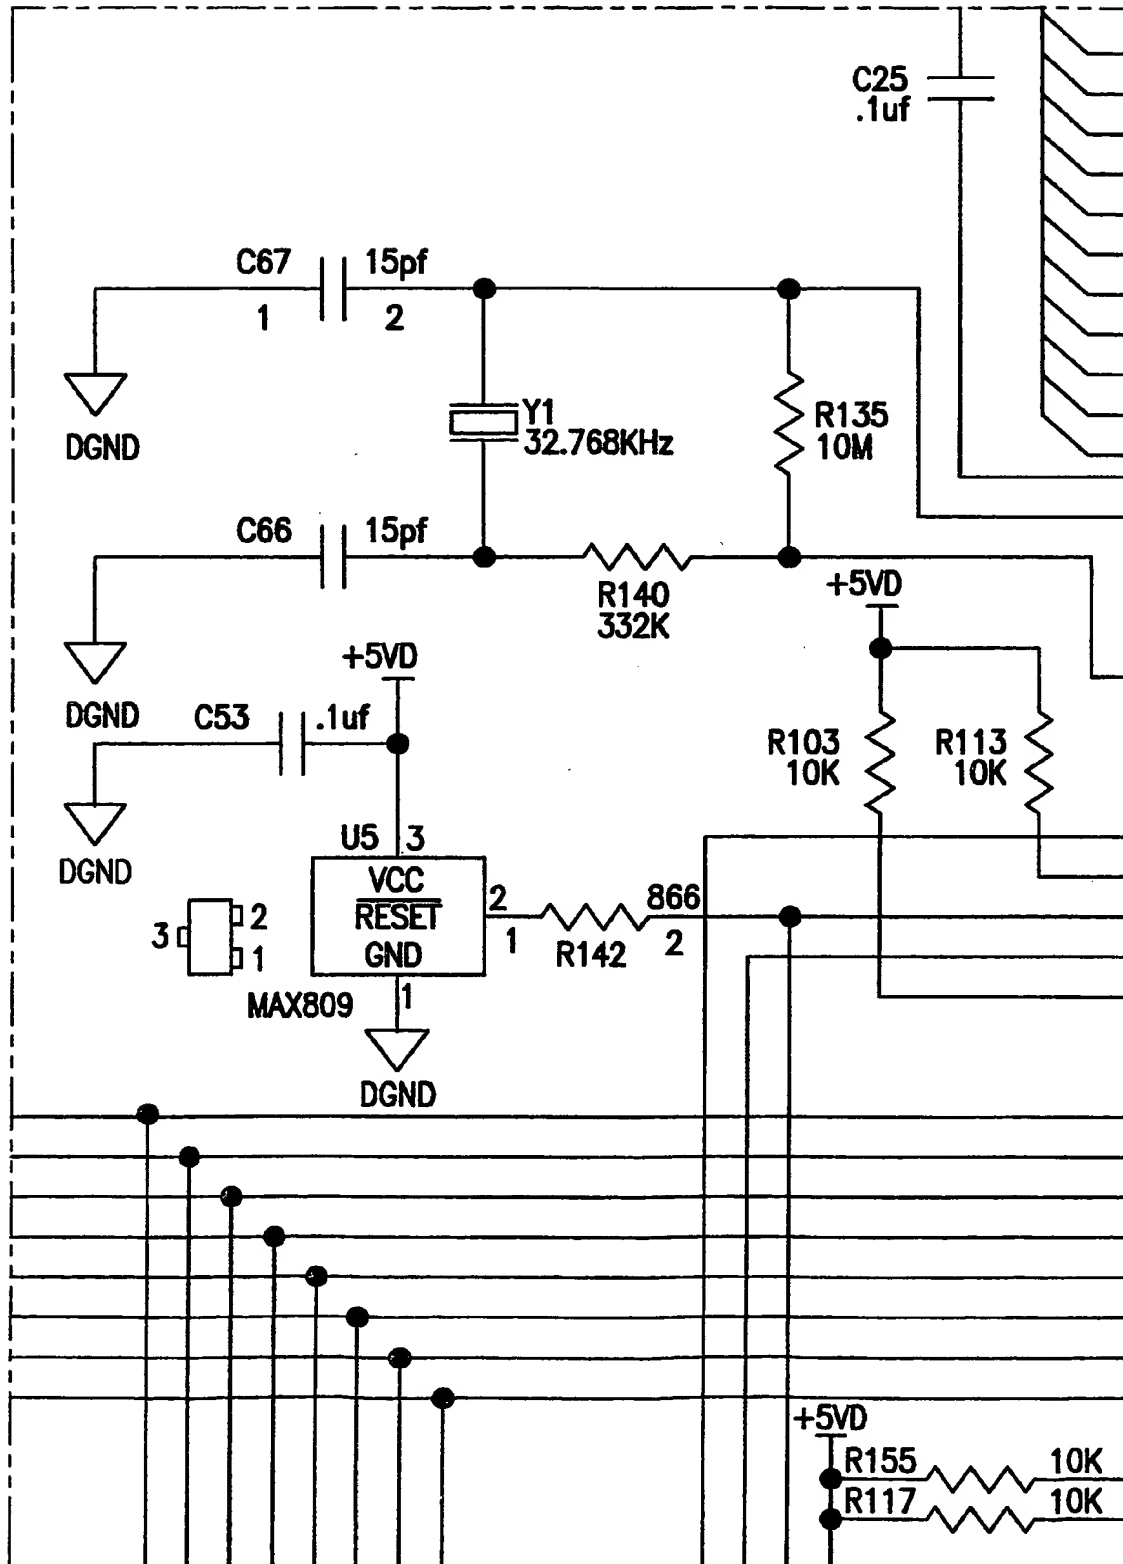 C25
.1uf
C67 15pf
1 2
DGND
Y1
32.768KHz
R135
10M
C66 15pf
R140
332K
+5VD
DGND
+5VD
C53 .1uf
R103
10K
R113
10K
DGND
U5 3
VCC
RESET
GND
2 866
1 R142 2
3 2
1
MAX809 1
DGND
+5VD
R155 10K
R117 10K